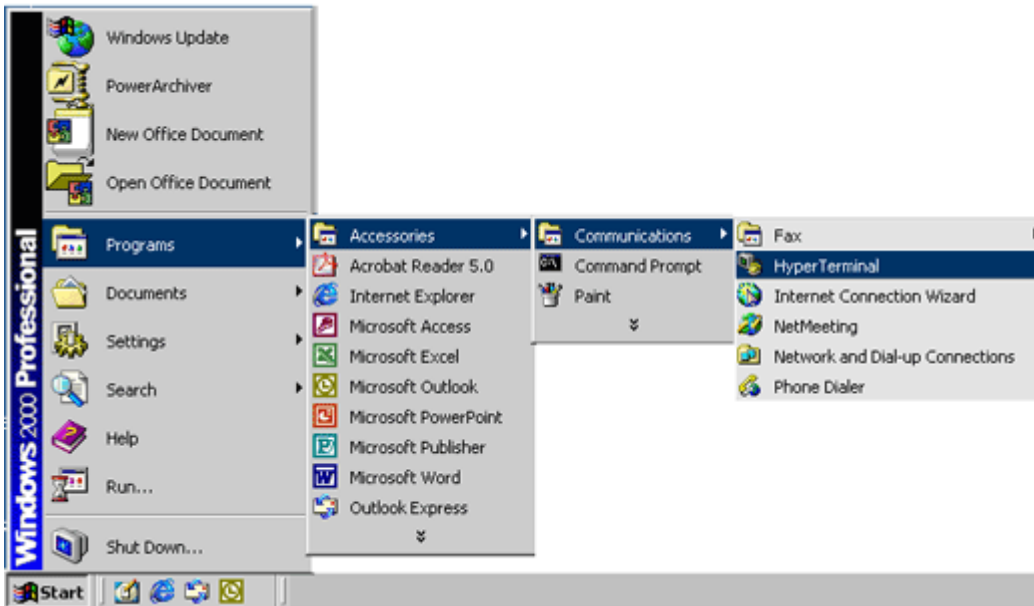 Windows 2000 Professional
Windows Update
PowerArchiver
New Office Document
Open Office Document
Programs
Documents
Settings
Search
Help
Run...
Shut Down...
Accessories
Acrobat Reader 5.0
Internet Explorer
Microsoft Access
Microsoft Excel
Microsoft Outlook
Microsoft PowerPoint
Microsoft Publisher
Microsoft Word
Outlook Express
Communications
Command Prompt
Paint
Fax
HyperTerminal
Internet Connection Wizard
NetMeeting
Network and Dial-up Connections
Phone Dialer
Start